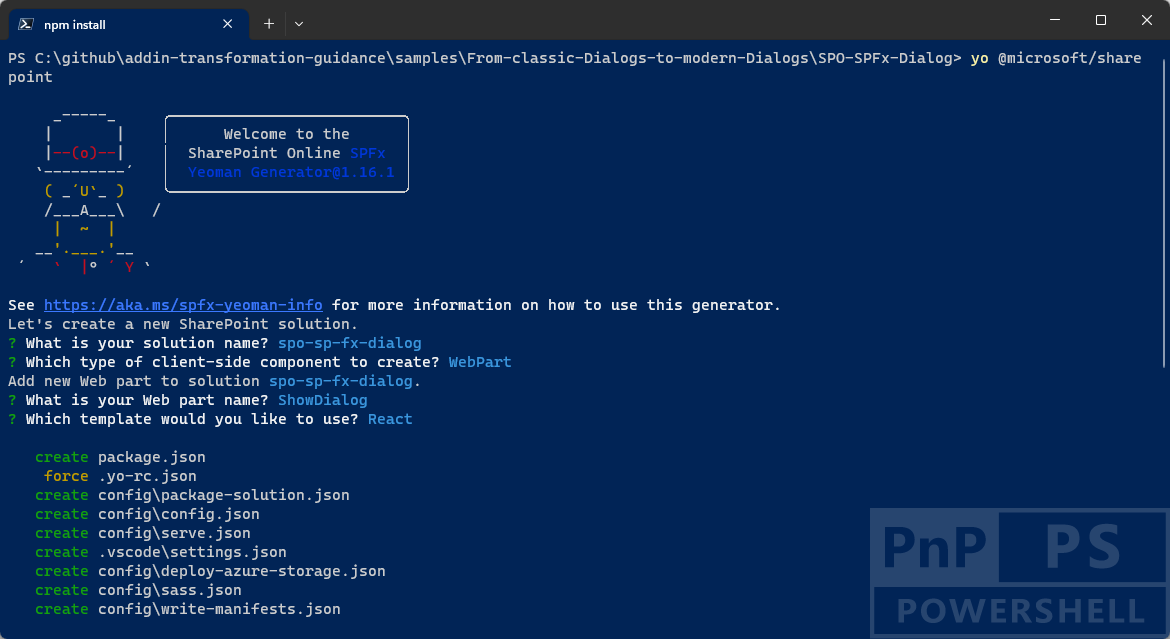 npm install
PS C:\github\addin-transformation-guidance\samples\From-classic-Dialogs-to-modern-Dialogs\SPO-SPFx-Dialog> yo @microsoft/share
point
     _-----_
    |       |
    |--(o)--|
   `---------´
    ( _´U`_ )
    /___A___\   /
     |  ~  |
   __'.___.'__
 ´   `  |° ´ Y `
Welcome to the
SharePoint Online SPFx
Yeoman Generator@1.16.1
See https://aka.ms/spfx-yeoman-info for more information on how to use this generator.
Let's create a new SharePoint solution.
? What is your solution name? spo-sp-fx-dialog
? Which type of client-side component to create? WebPart
Add new Web part to solution spo-sp-fx-dialog.
? What is your Web part name? ShowDialog
? Which template would you like to use? React
create package.json
force .yo-rc.json
create config\package-solution.json
create config\config.json
create config\serve.json
create .vscode\settings.json
create config\deploy-azure-storage.json
create config\sass.json
create config\write-manifests.json
PnP PS
POWERSHELL